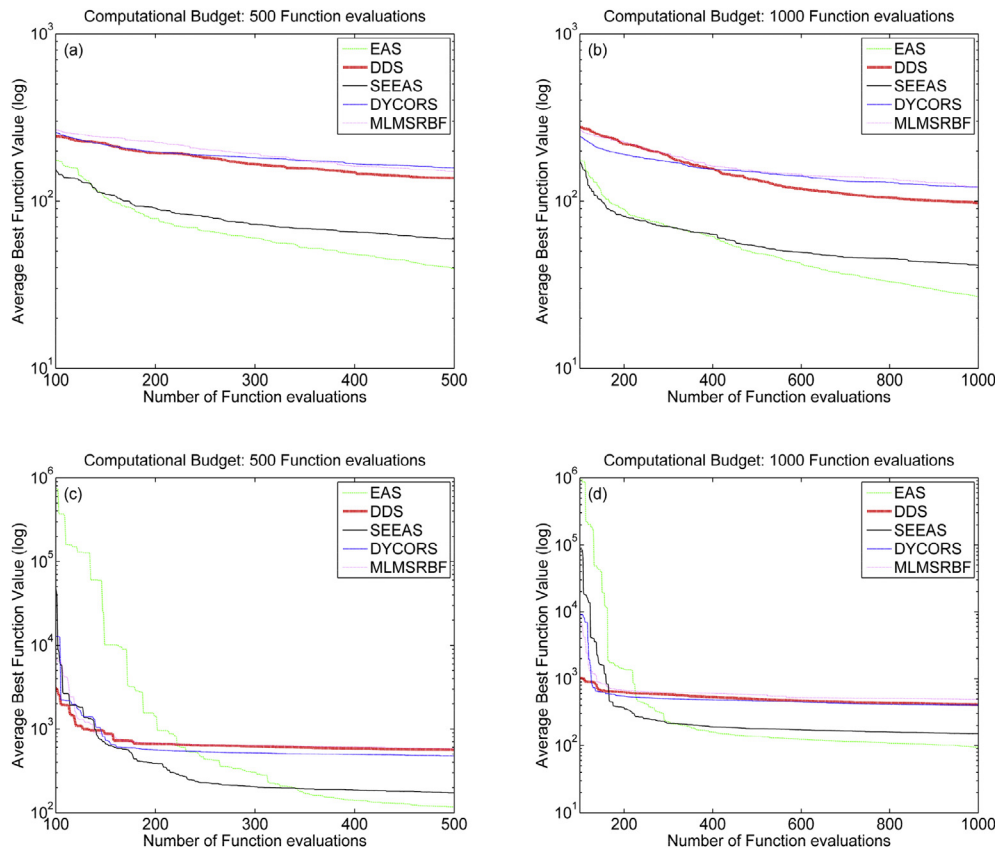 Computational Budget: 500 Function evaluations
10^3
(a)
EAS
DDS
SEEAS
DYCORS
MLMSRBF
10^2
10^1
Average Best Function Value (log)
100 200 300 400 500
Number of Function evaluations
Computational Budget: 1000 Function evaluations
10^3
(b)
EAS
DDS
SEEAS
DYCORS
MLMSRBF
10^2
10^1
Average Best Function Value (log)
200 400 600 800 1000
Number of Function evaluations
Computational Budget: 500 Function evaluations
10^6
(c)
EAS
DDS
SEEAS
DYCORS
MLMSRBF
10^5
10^4
10^3
10^2
Average Best Function Value (log)
100 200 300 400 500
Number of Function evaluations
Computational Budget: 1000 Function evaluations
10^6
(d)
EAS
DDS
SEEAS
DYCORS
MLMSRBF
10^5
10^4
10^3
10^2
10^1
Average Best Function Value (log)
200 400 600 800 1000
Number of Function evaluations